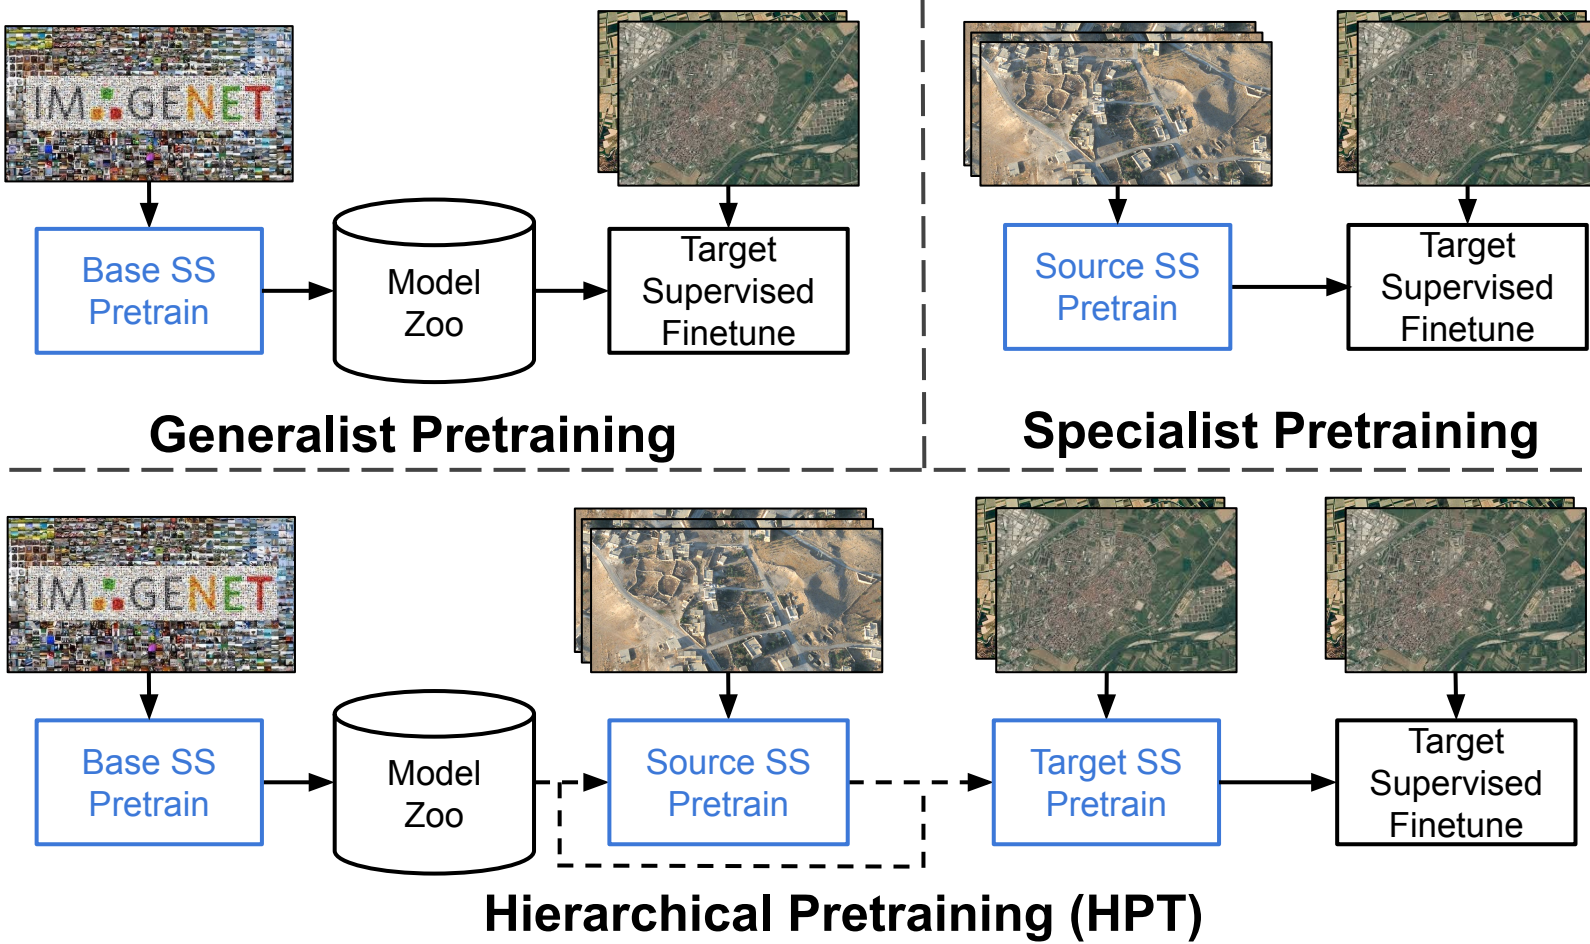 IMAGENET
Base SS
Pretrain
Model
Zoo
Target
Supervised
Finetune
Generalist Pretraining
Source SS
Pretrain
Target
Supervised
Finetune
Specialist Pretraining
IMAGENET
Base SS
Pretrain
Model
Zoo
Source SS
Pretrain
Target SS
Pretrain
Target
Supervised
Finetune
Hierarchical Pretraining (HPT)